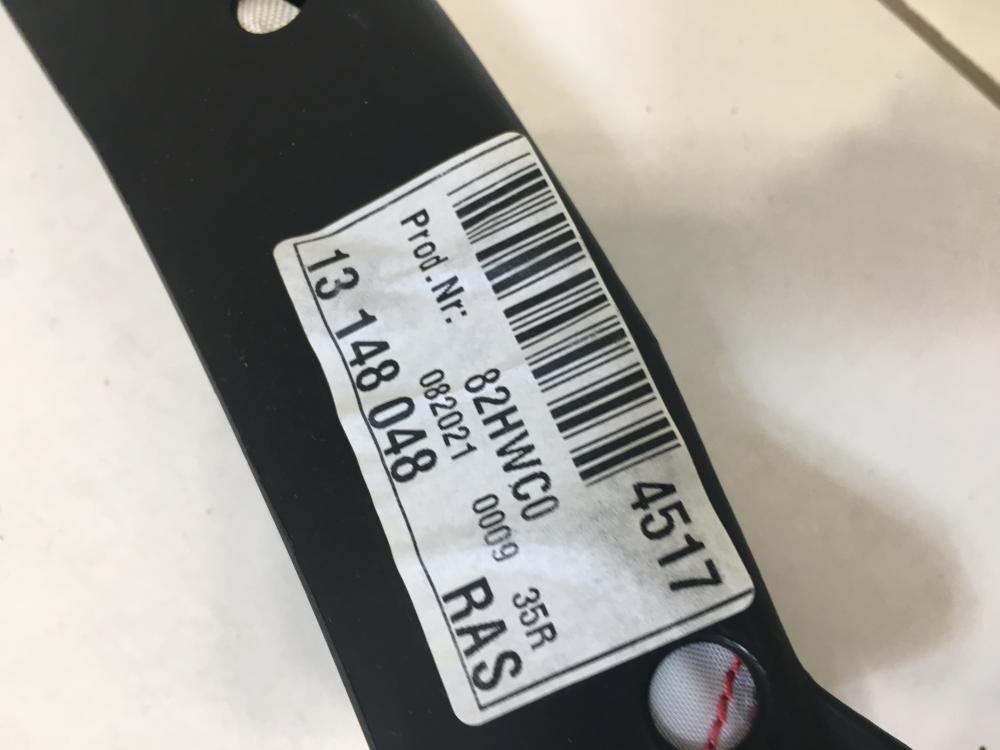 4517
Prod.Nr: 82HWC0 35R
082021 0009
13 148 048 RAS